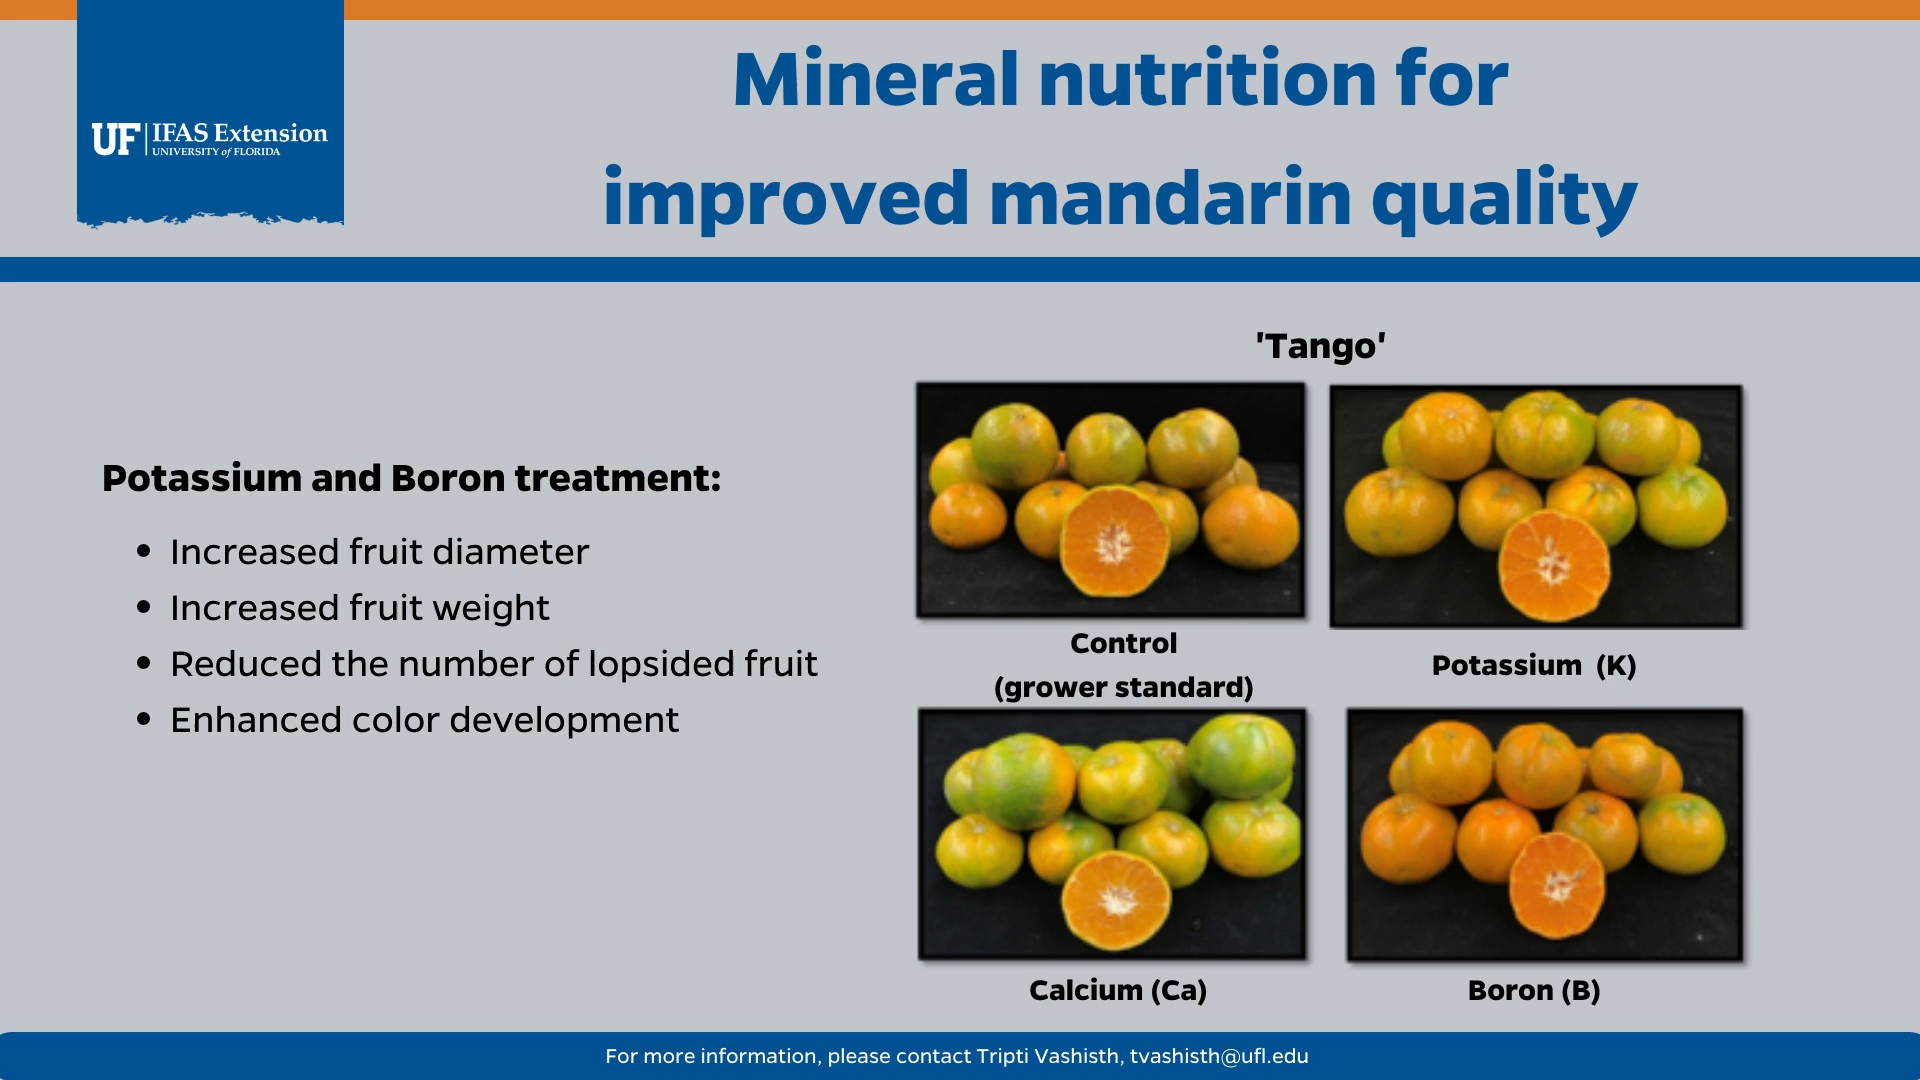 UF | IFAS Extension
UNIVERSITY of FLORIDA
Mineral nutrition for
improved mandarin quality
Potassium and Boron treatment:
• Increased fruit diameter
• Increased fruit weight
• Reduced the number of lopsided fruit
• Enhanced color development
'Tango'
Control
(grower standard)
Potassium (K)
Calcium (Ca)
Boron (B)
For more information, please contact Tripti Vashisth, tvashisth@ufl.edu